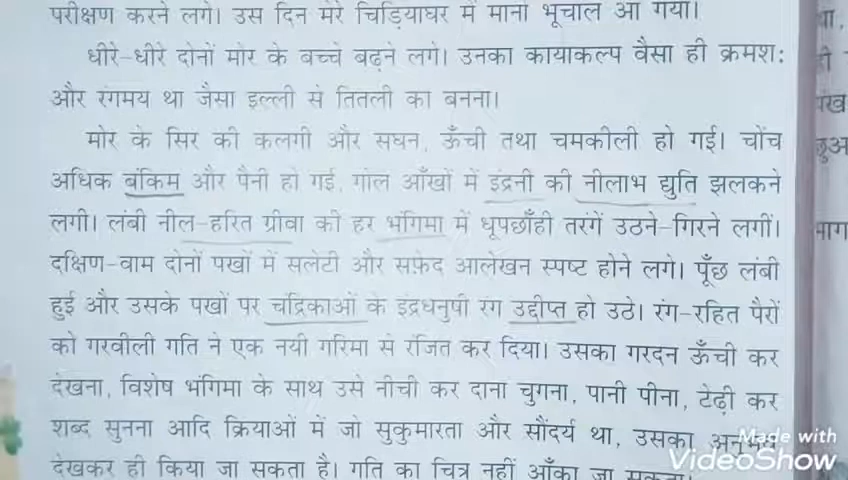 परीक्षण करने लगे। उस दिन मेरे चिड़ियाघर में मानो भूचाल आ गया।
धीरे-धीरे दोनों मोर के बच्चे बढ़ने लगे। उनका कायाकल्प वैसा ही क्रमशः
और रंगमय था जैसा इल्ली से तितली का बनना।
मोर के सिर की कलगी और सघन, ऊँची तथा चमकीली हो गई। चोंच
अधिक बंकिम और पैनी हो गई, गोल आँखों में इंद्रनी की नीलाभ द्युति झलकने
लगी। लंबी नील-हरित ग्रीवा की हर भंगिमा में धूपछाँही तरंगें उठने-गिरने लगीं।
दक्षिण-वाम दोनों पंखों में सलेटी और सफ़ेद आलेखन स्पष्ट होने लगे। पूँछ लंबी
हुई और उसके पंखों पर चंद्रिकाओं के इंद्रधनुषी रंग उद्दीप्त हो उठे। रंग-रहित पैरों
को गरवीली गति ने एक नयी गरिमा से रंजित कर दिया। उसका गरदन ऊँची कर
देखना, विशेष भंगिमा के साथ उसे नीची कर दाना चुगना, पानी पीना, टेढ़ी कर
शब्द सुनना आदि क्रियाओं में जो सुकुमारता और सौंदर्य था, उसका
देखकर ही किया जा सकता है। गति का चित्र नहीं आँका जा सकता।
Made with
VideoShow